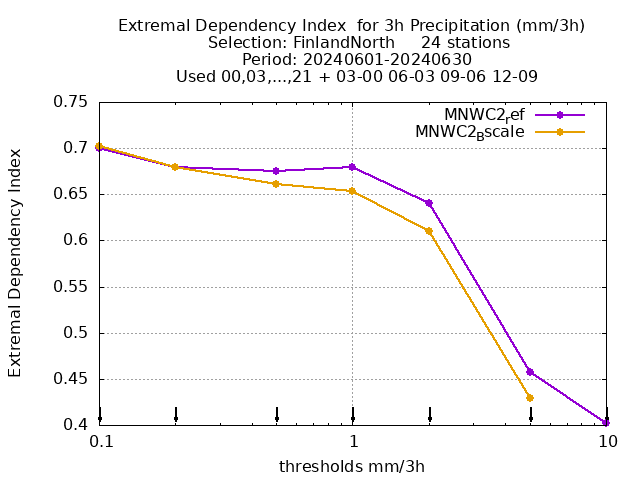 Extremal Dependency Index  for 3h Precipitation (mm/3h)
Selection: FinlandNorth     24 stations
Period: 20240601-20240630
Used 00,03,...,21 + 03-00 06-03 09-06 12-09
MNWC2ref
MNWC2Bscale
Extremal Dependency Index
0.75
0.7
0.65
0.6
0.55
0.5
0.45
0.4
0.1
1
10
thresholds mm/3h